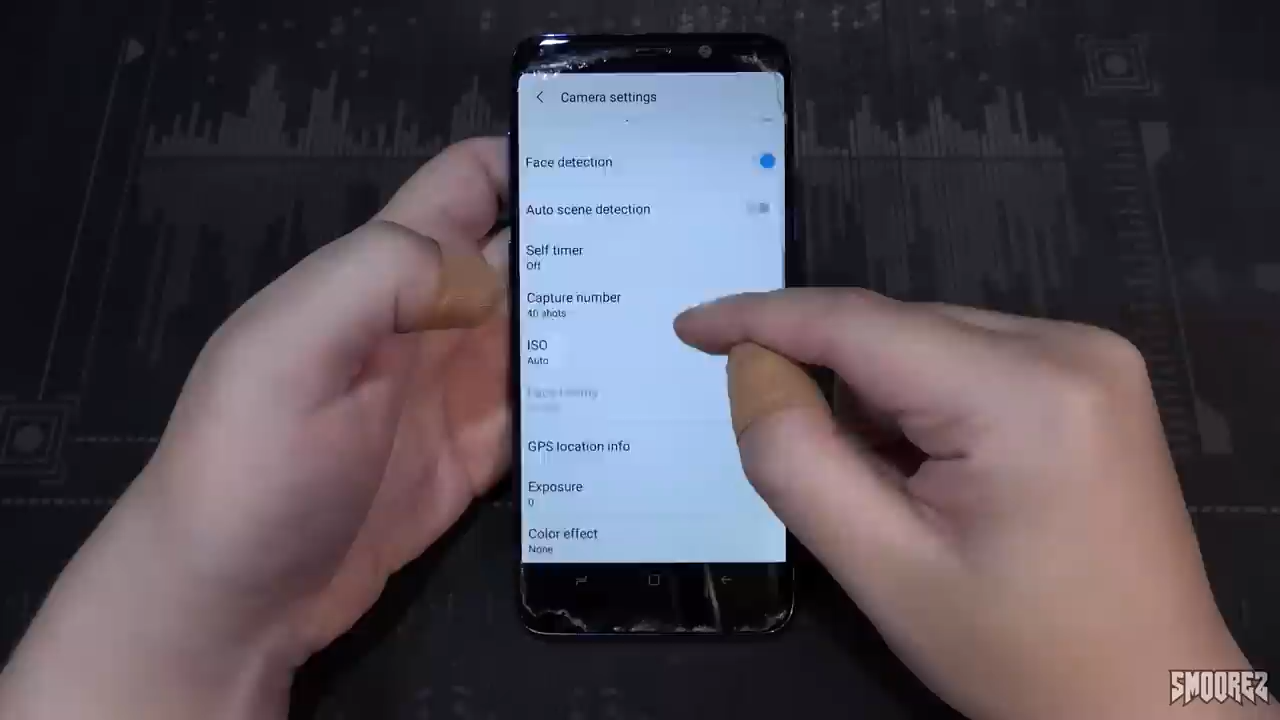 Camera settings
Face detection
Auto scene detection
Self timer
Off
Capture number
40 shots
ISO
Auto
GPS location info
Exposure
0
Color effect
None
SMOOREZ